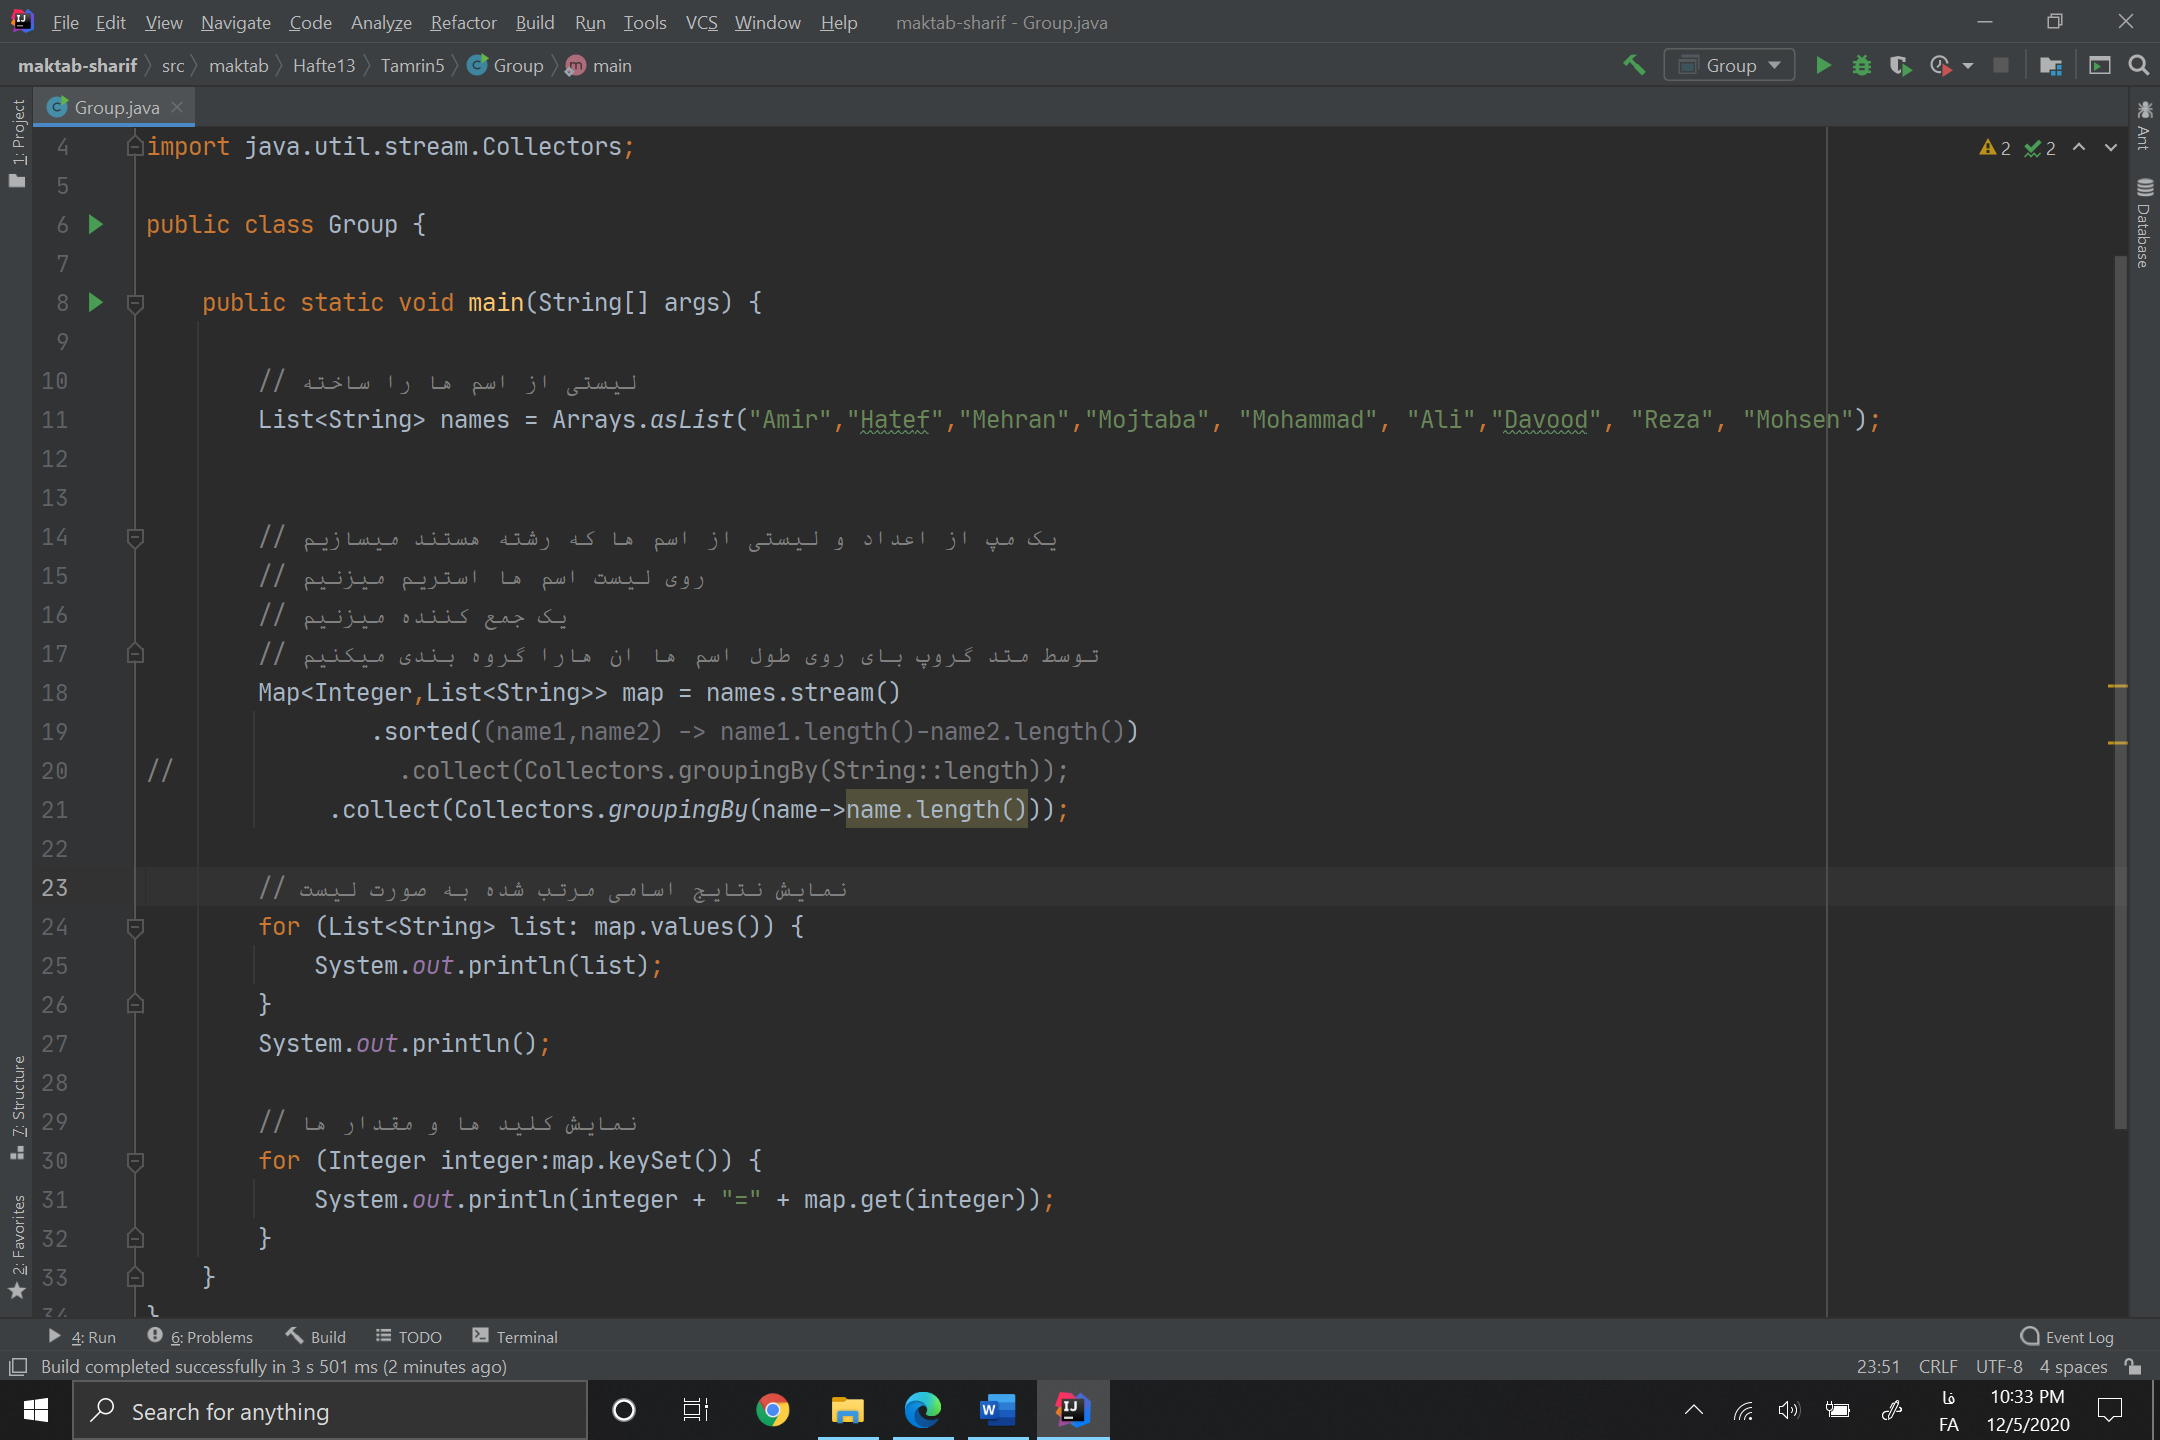 File Edit View Navigate Code Analyze Refactor Build Run Tools VCS Window Help maktab-sharif - Group.java
maktab-sharif src maktab Hafte13 Tamrin5 Group main Group
1: Project
Group.java
4 import java.util.stream.Collectors;
2 2
5
6 public class Group {
7
8 public static void main(String[] args) {
9
10 // لیستی از اسم ها را ساخته
11 List<String> names = Arrays.asList("Amir","Hatef","Mehran","Mojtaba", "Mohammad", "Ali","Davood", "Reza", "Mohsen");
12
13
14 // یک مپ از اعداد و لیستی از اسم ها که رشته هستند میسازیم
15 // روی لیست اسم ها استریم میزنیم
16 // یک جمع کننده میزنیم
17 // توسط متد گروپ بای روی طول اسم ها ان هارا گروه بندی میکنیم
18 Map<Integer,List<String>> map = names.stream()
19 .sorted((name1,name2) -> name1.length()-name2.length())
20 // .collect(Collectors.groupingBy(String::length));
21 .collect(Collectors.groupingBy(name->name.length()));
22
23 // نمایش نتایج اسامی مرتب شده به صورت لیست
24 for (List<String> list: map.values()) {
25 System.out.println(list);
26 }
27 System.out.println();
28
29 // نمایش کلید ها و مقدار ها
30 for (Integer integer:map.keySet()) {
31 System.out.println(integer + "=" + map.get(integer));
32 }
33 }
34 }
Ant
Database
7: Structure
2: Favorites
4: Run 6: Problems Build TODO Terminal Event Log
Build completed successfully in 3 s 501 ms (2 minutes ago) 23:51 CRLF UTF-8 4 spaces
Search for anything
فا
FA
10:33 PM
12/5/2020